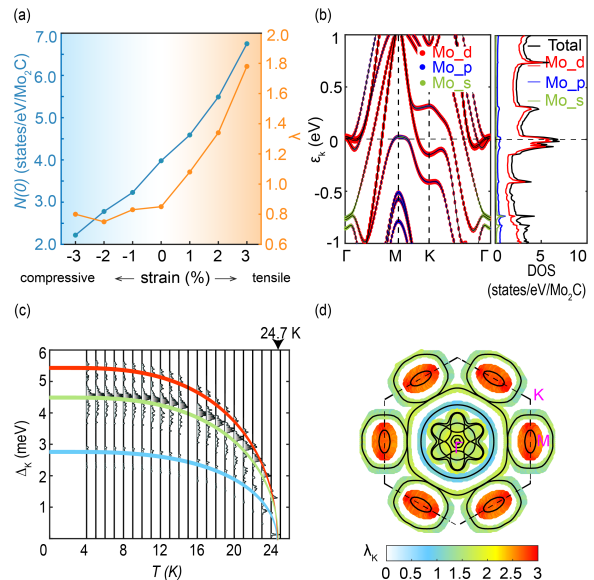 (a)
N(0) (states/eV/Mo₂C)
7.0
6.0
5.0
4.0
3.0
2.0
λ
2.0
1.8
1.6
1.4
1.2
1.0
0.8
0.6
-3 -2 -1 0 1 2 3
compressive ← strain (%) → tensile
(b)
Mo_d
Mo_p
Mo_s
εₖ (eV)
1
0.5
0
-0.5
-1
Γ M K Γ
Total
Mo_d
Mo_p
Mo_s
0 5 10
DOS
(states/eV/Mo₂C)
(c)
24.7 K
Δₖ (meV)
6
5
4
3
2
1
0 4 8 12 16 20 24
T (K)
(d)
K
M
Γ
λₖ
0 0.5 1 1.5 2 2.5 3